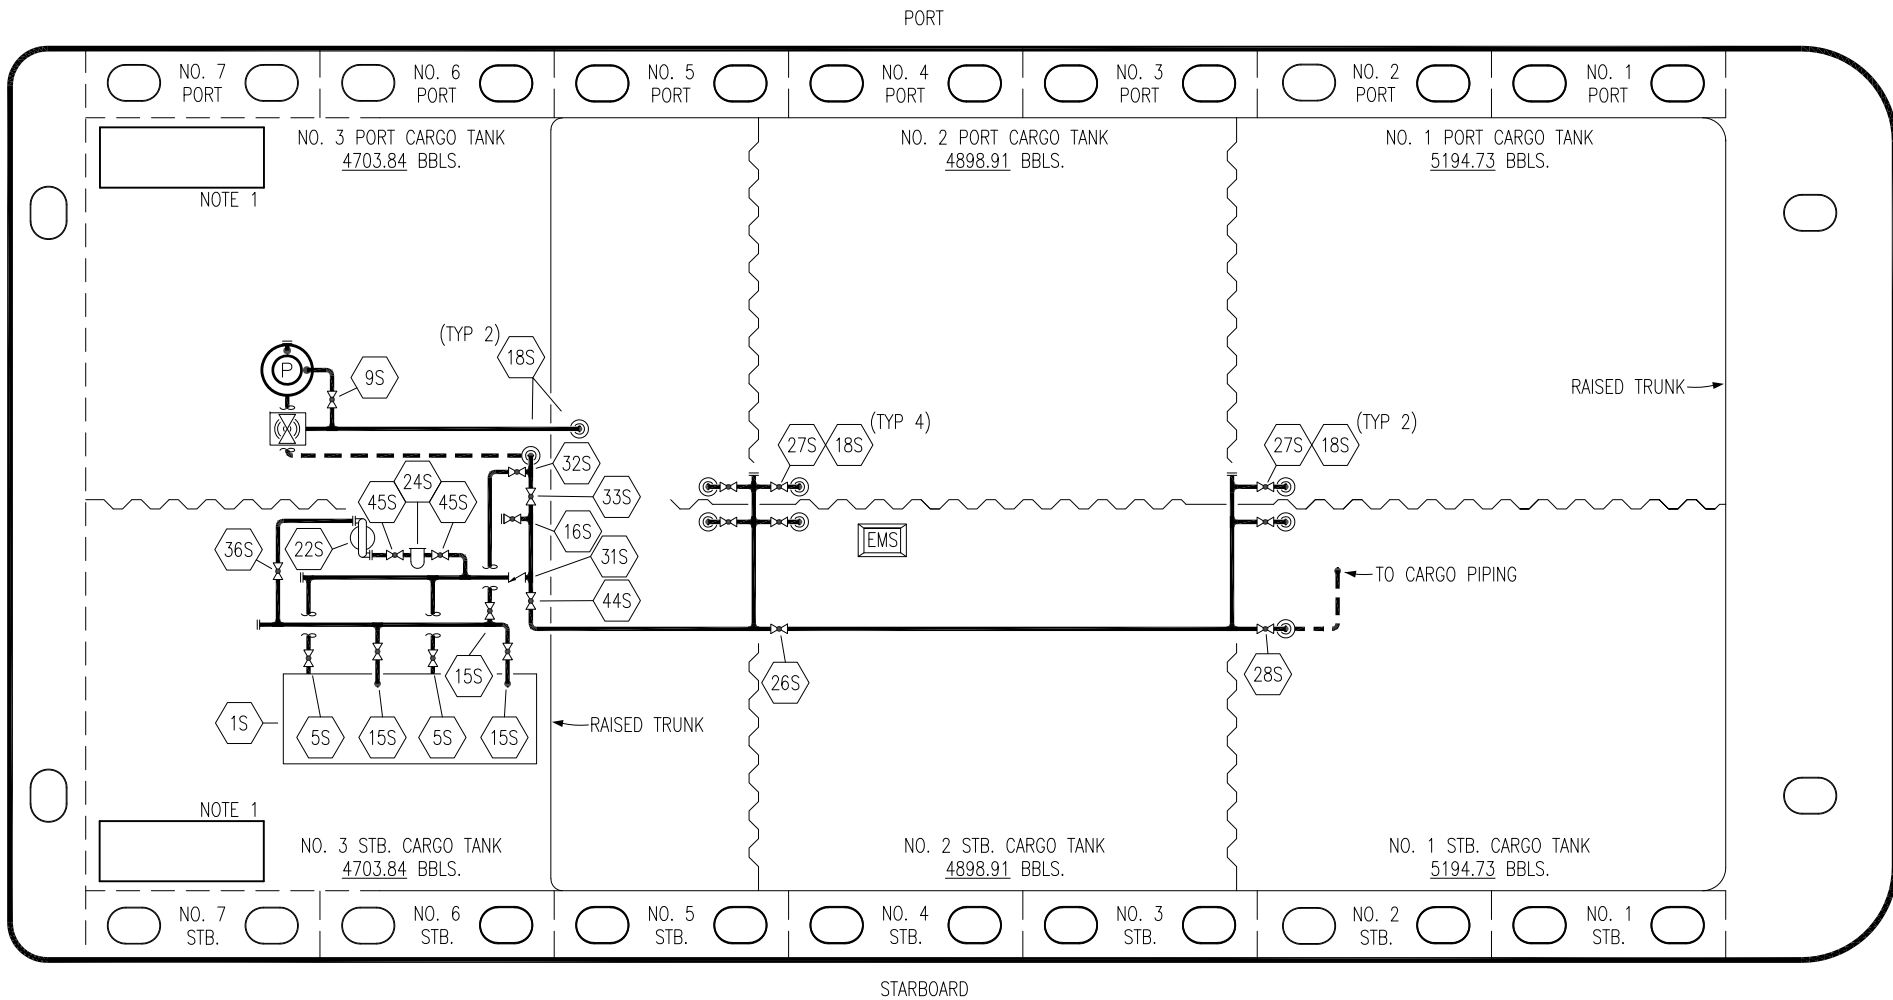 PORT
NO. 7
PORT
NO. 6
PORT
NO. 5
PORT
NO. 4
PORT
NO. 3
PORT
NO. 2
PORT
NO. 1
PORT
NO. 3 PORT CARGO TANK
4703.84 BBLS.
NO. 2 PORT CARGO TANK
4898.91 BBLS.
NO. 1 PORT CARGO TANK
5194.73 BBLS.
NOTE 1
(TYP 2)
18S
P
9S
RAISED TRUNK
(TYP 4)
27S
18S
(TYP 2)
27S
18S
32S
24S
45S
45S
33S
16S
36S
22S
EMS
31S
TO CARGO PIPING
44S
15S
26S
28S
1S
5S
15S
5S
15S
RAISED TRUNK
NOTE 1
NO. 3 STB. CARGO TANK
4703.84 BBLS.
NO. 2 STB. CARGO TANK
4898.91 BBLS.
NO. 1 STB. CARGO TANK
5194.73 BBLS.
NO. 7
STB.
NO. 6
STB.
NO. 5
STB.
NO. 4
STB.
NO. 3
STB.
NO. 2
STB.
NO. 1
STB.
STARBOARD